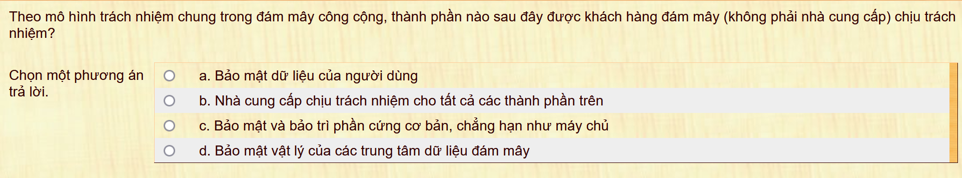 Theo mô hình trách nhiệm chung trong đám mây công cộng, thành phần nào sau đây được khách hàng đám mây (không phải nhà cung cấp) chịu trách
nhiệm?
Chọn một phương án
trả lời.
a. Bảo mật dữ liệu của người dùng
b. Nhà cung cấp chịu trách nhiệm cho tất cả các thành phần trên
c. Bảo mật và bảo trì phần cứng cơ bản, chẳng hạn như máy chủ
d. Bảo mật vật lý của các trung tâm dữ liệu đám mây